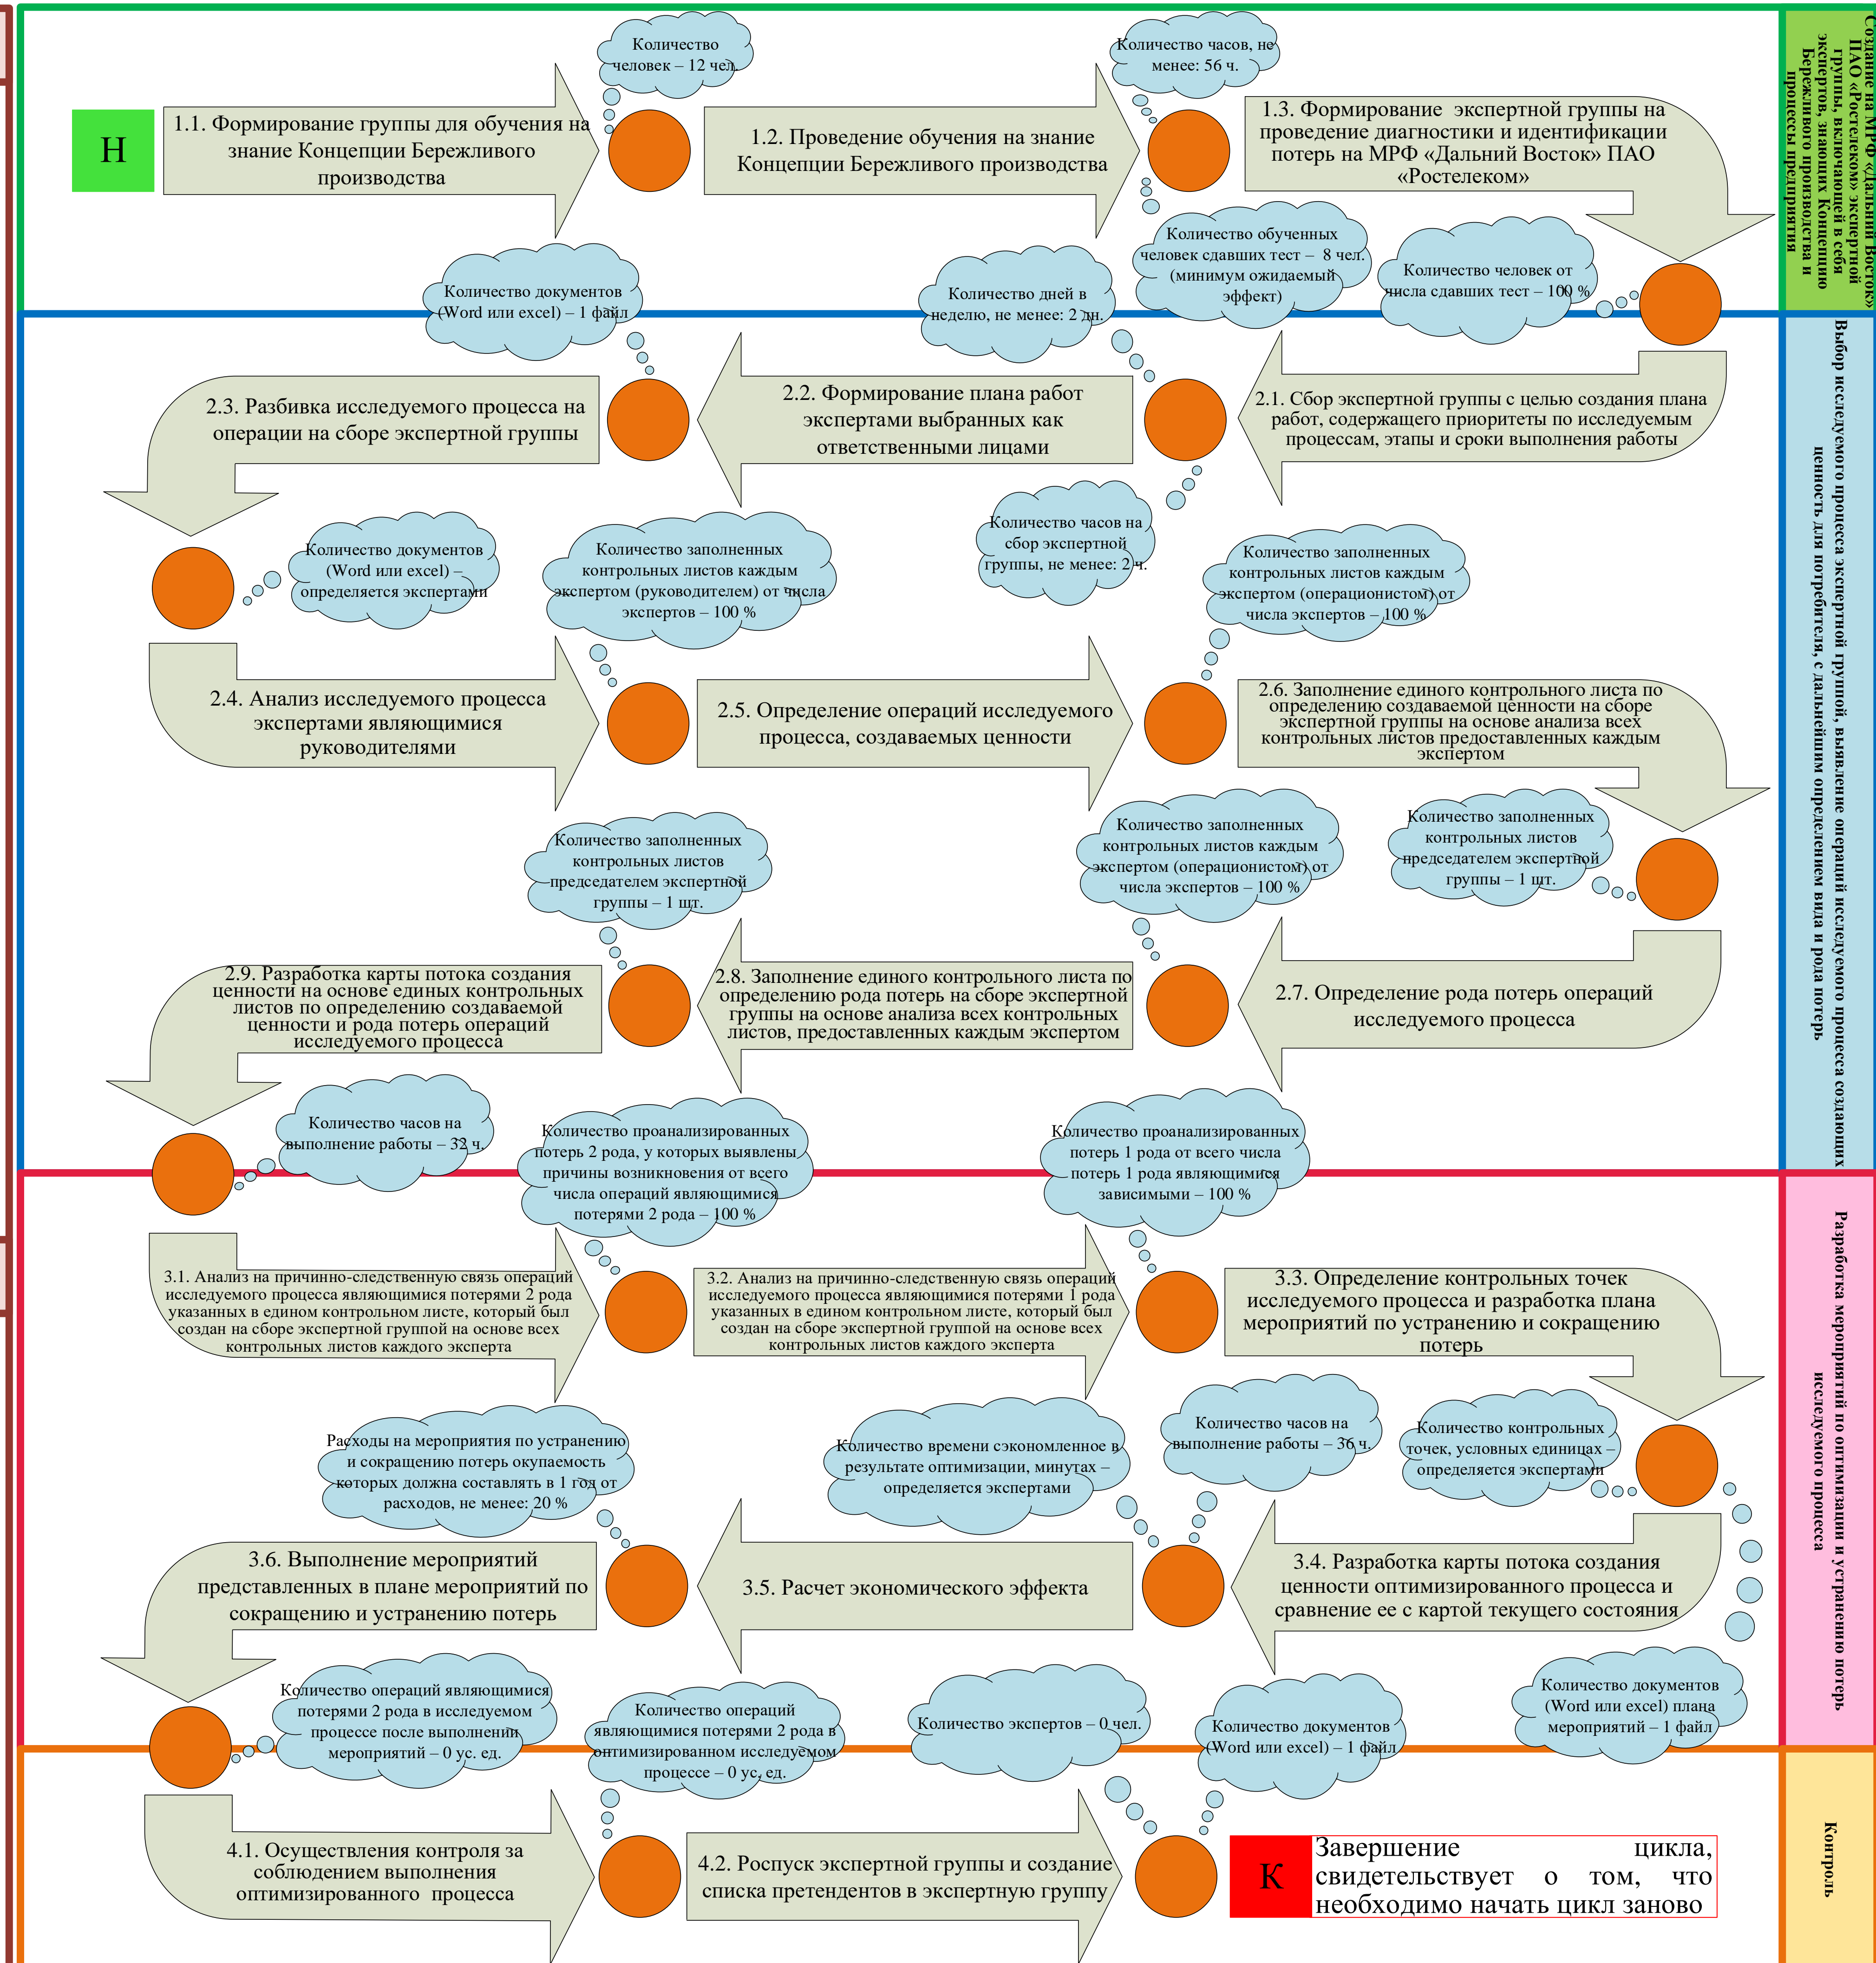 Количество
человек – 12 чел.
Количество часов, не
менее: 56 ч.
Н
1.1. Формирование группы для обучения на
знание Концепции Бережливого
производства
1.2. Проведение обучения на знание
Концепции Бережливого производства
1.3. Формирование экспертной группы на
проведение диагностики и идентификации
потерь на МРФ «Дальний Восток» ПАО
«Ростелеком»
Создание на МРФ «Дальний Восток»
ПАО «Ростелеком» экспертной
группы, включающей в себя
экспертов, знающих Концепцию
Бережливого производства и
процессы предприятия
Количество документов
(Word или excel) – 1 файл
Количество дней в
неделю, не менее: 2 дн.
Количество обученных
человек сдавших тест – 8 чел.
(минимум ожидаемый
эффект)
Количество человек от
числа сдавших тест – 100 %
2.3. Разбивка исследуемого процесса на
операции на сборе экспертной группы
2.2. Формирование плана работ
экспертами выбранных как
ответственными лицами
2.1. Сбор экспертной группы с целью создания плана
работ, содержащего приоритеты по исследуемым
процессам, этапы и сроки выполнения работы
Выбор исследуемого процесса экспертной группой, выявление операций исследуемого процесса создающих
ценность для потребителя, с дальнейшим определением вида и рода потерь
Количество документов
(Word или excel) –
определяется экспертами
Количество заполненных
контрольных листов каждым
экспертом (руководителем) от числа
экспертов – 100 %
Количество часов на
сбор экспертной
группы, не менее: 2 ч.
Количество заполненных
контрольных листов каждым
экспертом (операционистом) от
числа экспертов – 100 %
2.4. Анализ исследуемого процесса
экспертами являющимися
руководителями
2.5. Определение операций исследуемого
процесса, создаваемых ценности
2.6. Заполнение единого контрольного листа по
определению создаваемой ценности на сборе
экспертной группы на основе анализа всех
контрольных листов предоставленных каждым
экспертом
Количество заполненных
контрольных листов
председателем экспертной
группы – 1 шт.
Количество заполненных
контрольных листов каждым
экспертом (операционистом) от
числа экспертов – 100 %
Количество заполненных
контрольных листов
председателем экспертной
группы – 1 шт.
2.9. Разработка карты потока создания
ценности на основе единых контрольных
листов по определению создаваемой
ценности и рода потерь операций
исследуемого процесса
2.8. Заполнение единого контрольного листа по
определению рода потерь на сборе экспертной
группы на основе анализа всех контрольных
листов, предоставленных каждым экспертом
2.7. Определение рода потерь операций
исследуемого процесса
Количество часов на
выполнение работы – 32 ч.
Количество проанализированных
потерь 2 рода, у которых выявлены
причины возникновения от всего
числа операций являющимися
потерями 2 рода – 100 %
Количество проанализированных
потерь 1 рода от всего числа
потерь 1 рода являющимися
зависимыми – 100 %
3.1. Анализ на причинно-следственную связь операций
исследуемого процесса являющимися потерями 2 рода
указанных в едином контрольном листе, который был
создан на сборе экспертной группой на основе всех
контрольных листов каждого эксперта
3.2. Анализ на причинно-следственную связь операций
исследуемого процесса являющимися потерями 1 рода
указанных в едином контрольном листе, который был
создан на сборе экспертной группой на основе всех
контрольных листов каждого эксперта
3.3. Определение контрольных точек
исследуемого процесса и разработка плана
мероприятий по устранению и сокращению
потерь
Разработка мероприятий по оптимизации и устранению потерь
исследуемого процесса
Расходы на мероприятия по устранению
и сокращению потерь окупаемость
которых должна составлять в 1 год от
расходов, не менее: 20 %
Количество времени сэкономленное в
результате оптимизации, минутах –
определяется экспертами
Количество часов на
выполнение работы – 36 ч.
Количество контрольных
точек, условных единицах –
определяется экспертами
3.6. Выполнение мероприятий
представленных в плане мероприятий по
сокращению и устранению потерь
3.5. Расчет экономического эффекта
3.4. Разработка карты потока создания
ценности оптимизированного процесса и
сравнение ее с картой текущего состояния
Количество операций являющимися
потерями 2 рода в исследуемом
процессе после выполнений
мероприятий – 0 ус. ед.
Количество операций
являющимися потерями 2 рода в
оптимизированном исследуемом
процессе – 0 ус. ед.
Количество экспертов – 0 чел.
Количество документов
(Word или excel) – 1 файл
Количество документов
(Word или excel) плана
мероприятий – 1 файл
4.1. Осуществления контроля за
соблюдением выполнения
оптимизированного процесса
4.2. Роспуск экспертной группы и создание
списка претендентов в экспертную группу
К
Завершение цикла,
свидетельствует о том, что
необходимо начать цикл заново
Контроль